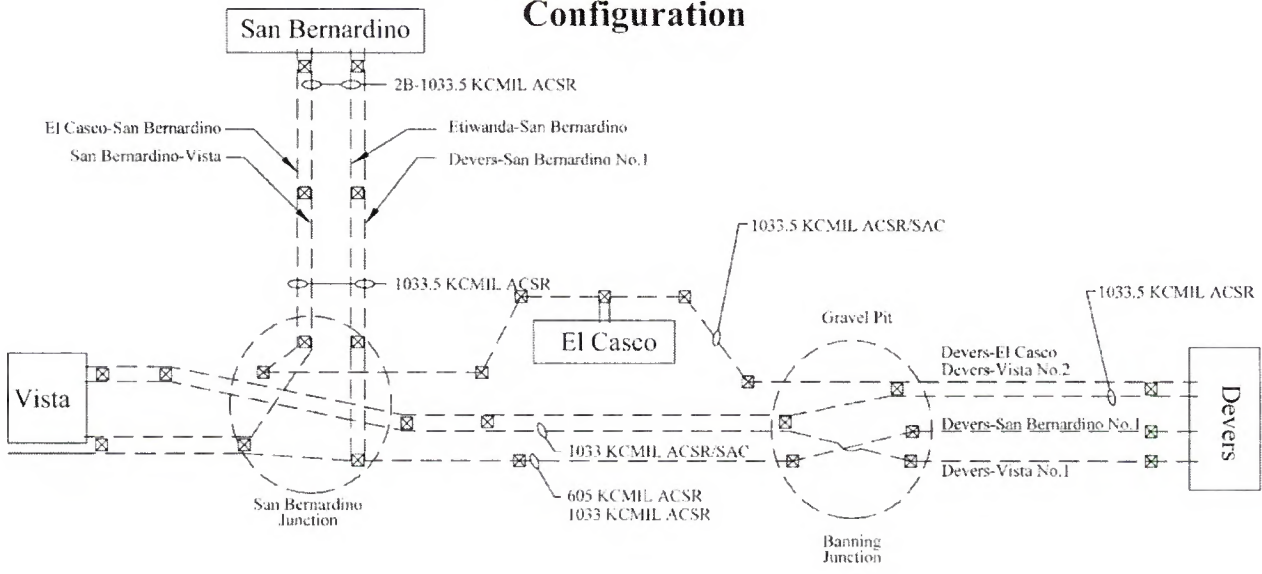 Configuration
San Bernardino
2B-1033.5 KCMIL ACSR
El Casco-San Bernardino
Etiwanda-San Bernardino
San Bernardino-Vista
Devers-San Bernardino No.1
1033.5 KCMIL ACSR/SAC
1033.5 KCMIL ACSR
1033.5 KCMIL ACSR
Gravel Pit
El Casco
Devers-El Casco
Devers-Vista No.2
Vista
Devers
Devers-San Bernardino No.1
1033 KCMIL ACSR/SAC
Devers-Vista No.1
605 KCMIL ACSR
1033 KCMIL ACSR
San Bernardino
Junction
Banning
Junction